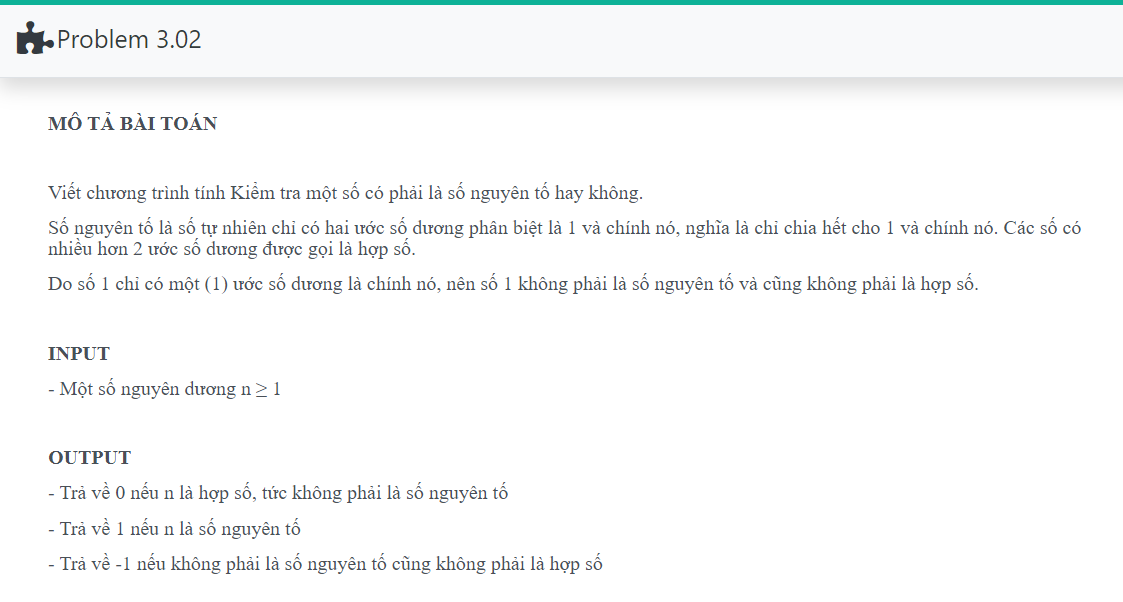 Problem 3.02
MÔ TẢ BÀI TOÁN
Viết chương trình tính Kiểm tra một số có phải là số nguyên tố hay không.
Số nguyên tố là số tự nhiên chỉ có hai ước số dương phân biệt là 1 và chính nó, nghĩa là chỉ chia hết cho 1 và chính nó. Các số có
nhiều hơn 2 ước số dương được gọi là hợp số.
Do số 1 chỉ có một (1) ước số dương là chính nó, nên số 1 không phải là số nguyên tố và cũng không phải là hợp số.
INPUT
- Một số nguyên dương n ≥ 1
OUTPUT
- Trả về 0 nếu n là hợp số, tức không phải là số nguyên tố
- Trả về 1 nếu n là số nguyên tố
- Trả về -1 nếu không phải là số nguyên tố cũng không phải là hợp số